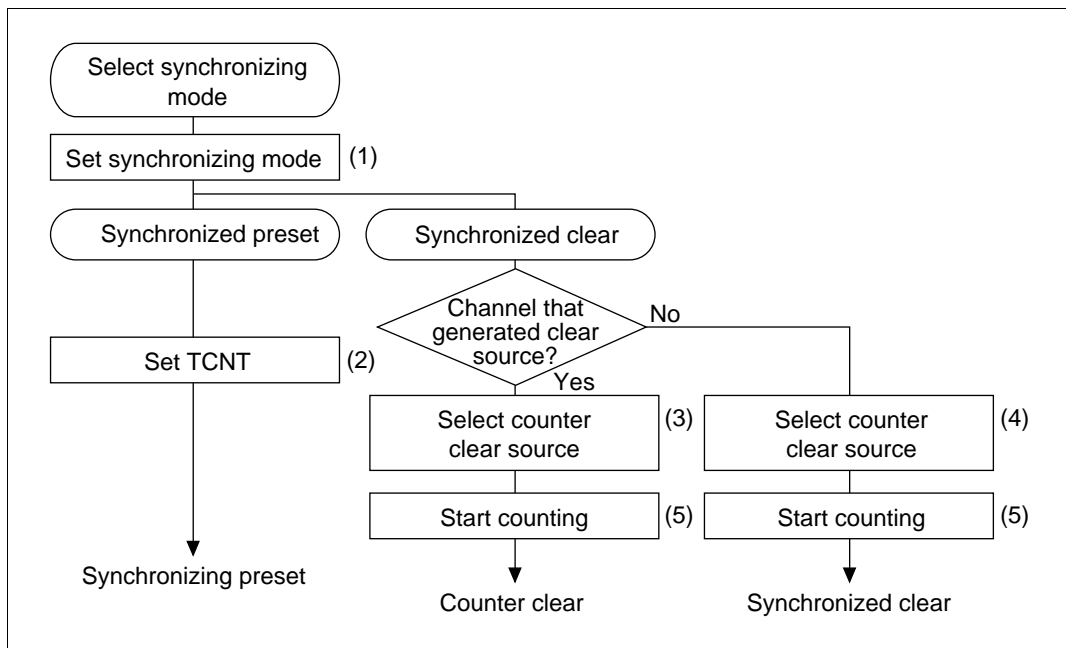 Select synchronizing
mode
Set synchronizing mode
(1)
Synchronized preset
Synchronized clear
Channel that
generated clear
source?
No
Yes
Set TCNT
(2)
Select counter
clear source
(3)
Select counter
clear source
(4)
Start counting
(5)
Start counting
(5)
Synchronizing preset
Counter clear
Synchronized clear